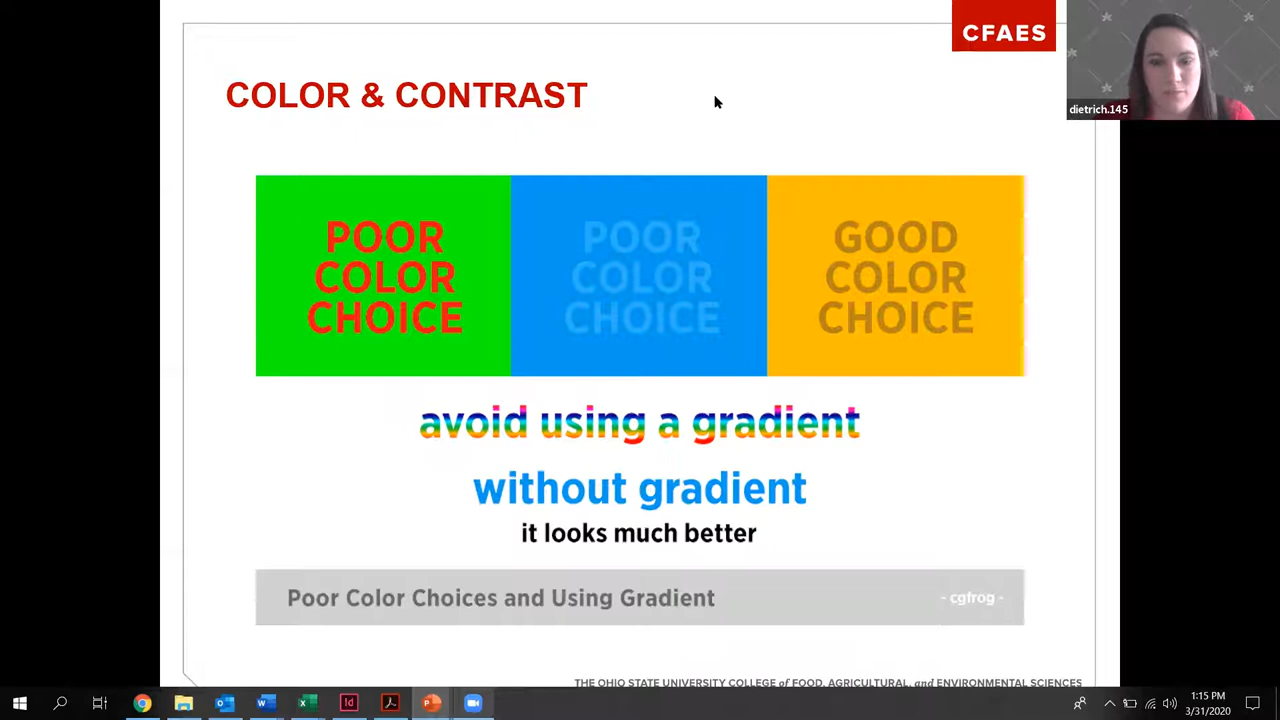 CFAES
COLOR & CONTRAST
dietrich.145
POOR
COLOR
CHOICE
POOR
COLOR
CHOICE
GOOD
COLOR
CHOICE
avoid using a gradient
without gradient
it looks much better
Poor Color Choices and Using Gradient
- cgfrog -
THE OHIO STATE UNIVERSITY COLLEGE of FOOD, AGRICULTURAL, and ENVIRONMENTAL SCIENCES
1:15 PM
3/31/2020